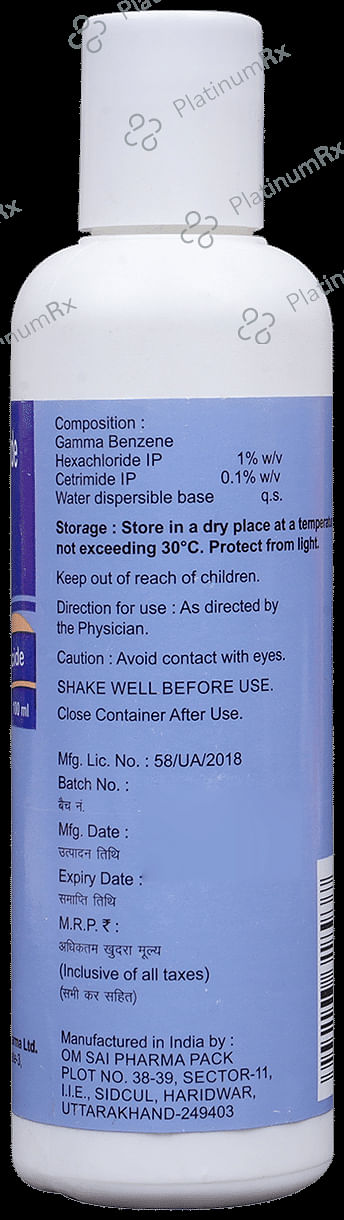 PlatinumRx
PlatinumRx
PlatinumRx
Composition :
Gamma Benzene
Hexachloride IP 1% w/v
Cetrimide IP 0.1% w/v
Water dispersible base q.s.
Storage : Store in a dry place at a
not exceeding 30°C. Protect from light.
Keep out of reach of children.
Direction for use : As directed by
the Physician.
Caution : Avoid contact with eyes.
SHAKE WELL BEFORE USE.
100 ml
Close Container After Use.
Mfg. Lic. No. : 58/UA/2018
Batch No. :
बैच नं.
Mfg. Date :
उत्पादन तिथि
Expiry Date :
समाप्ति तिथि
M.R.P. ₹ :
अधिकतम खुदरा मूल्य
(Inclusive of all taxes)
(सभी कर सहित)
Ltd.
Manufactured in India by :
OM SAI PHARMA PACK
PLOT NO. 38-39, SECTOR-11,
I.I.E., SIDCUL, HARIDWAR,
UTTARAKHAND-249403